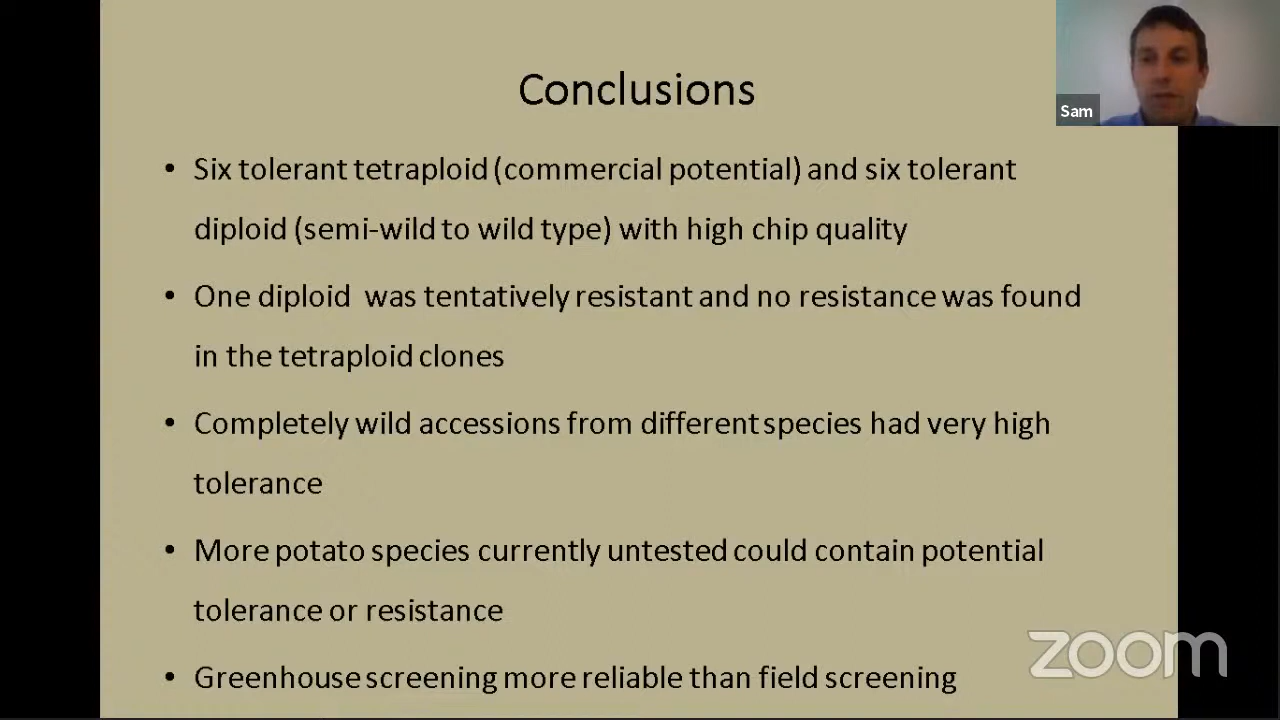 Conclusions
Sam
• Six tolerant tetraploid (commercial potential) and six tolerant
diploid (semi-wild to wild type) with high chip quality
• One diploid was tentatively resistant and no resistance was found
in the tetraploid clones
• Completely wild accessions from different species had very high
tolerance
• More potato species currently untested could contain potential
tolerance or resistance
• Greenhouse screening more reliable than field screening
zoom